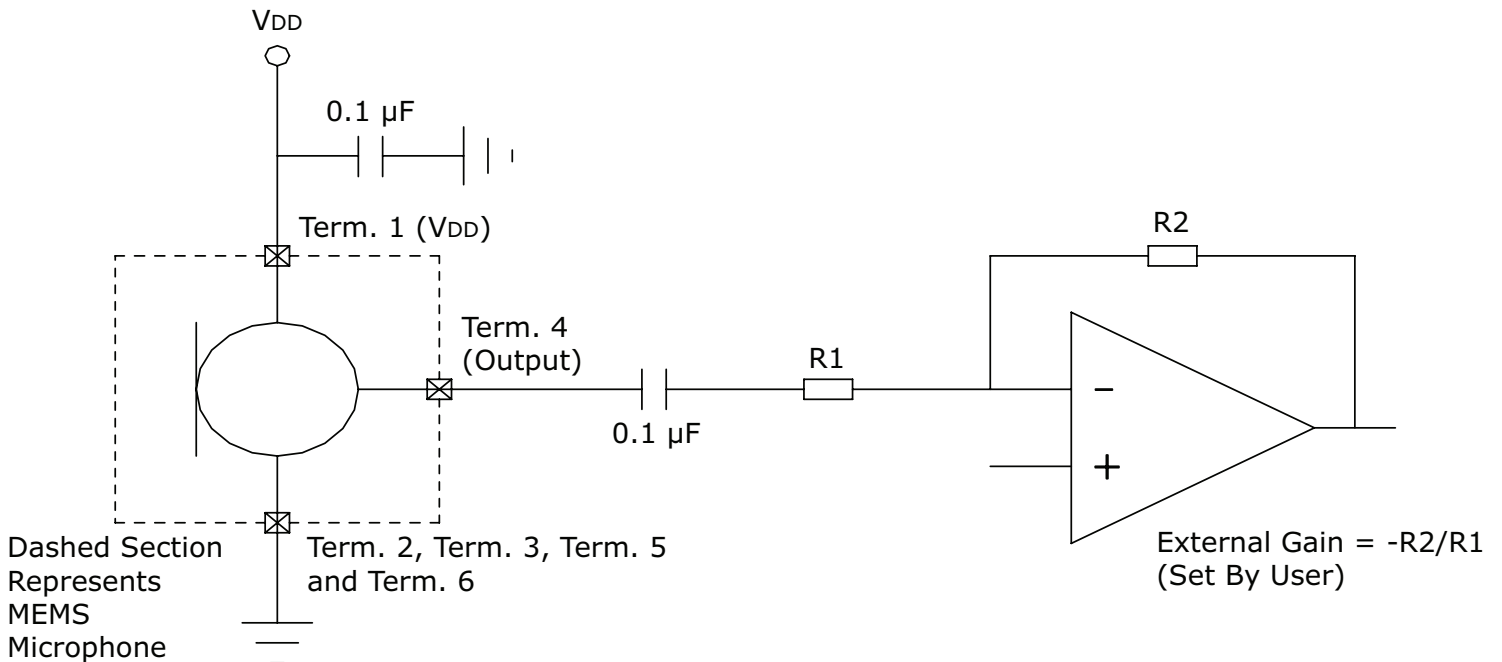 VDD
0.1 µF
Term. 1 (VDD)
R2
Term. 4
(Output)
R1
0.1 µF
−
+
Dashed Section
Represents
MEMS
Microphone
Term. 2, Term. 3, Term. 5
and Term. 6
External Gain = -R2/R1
(Set By User)